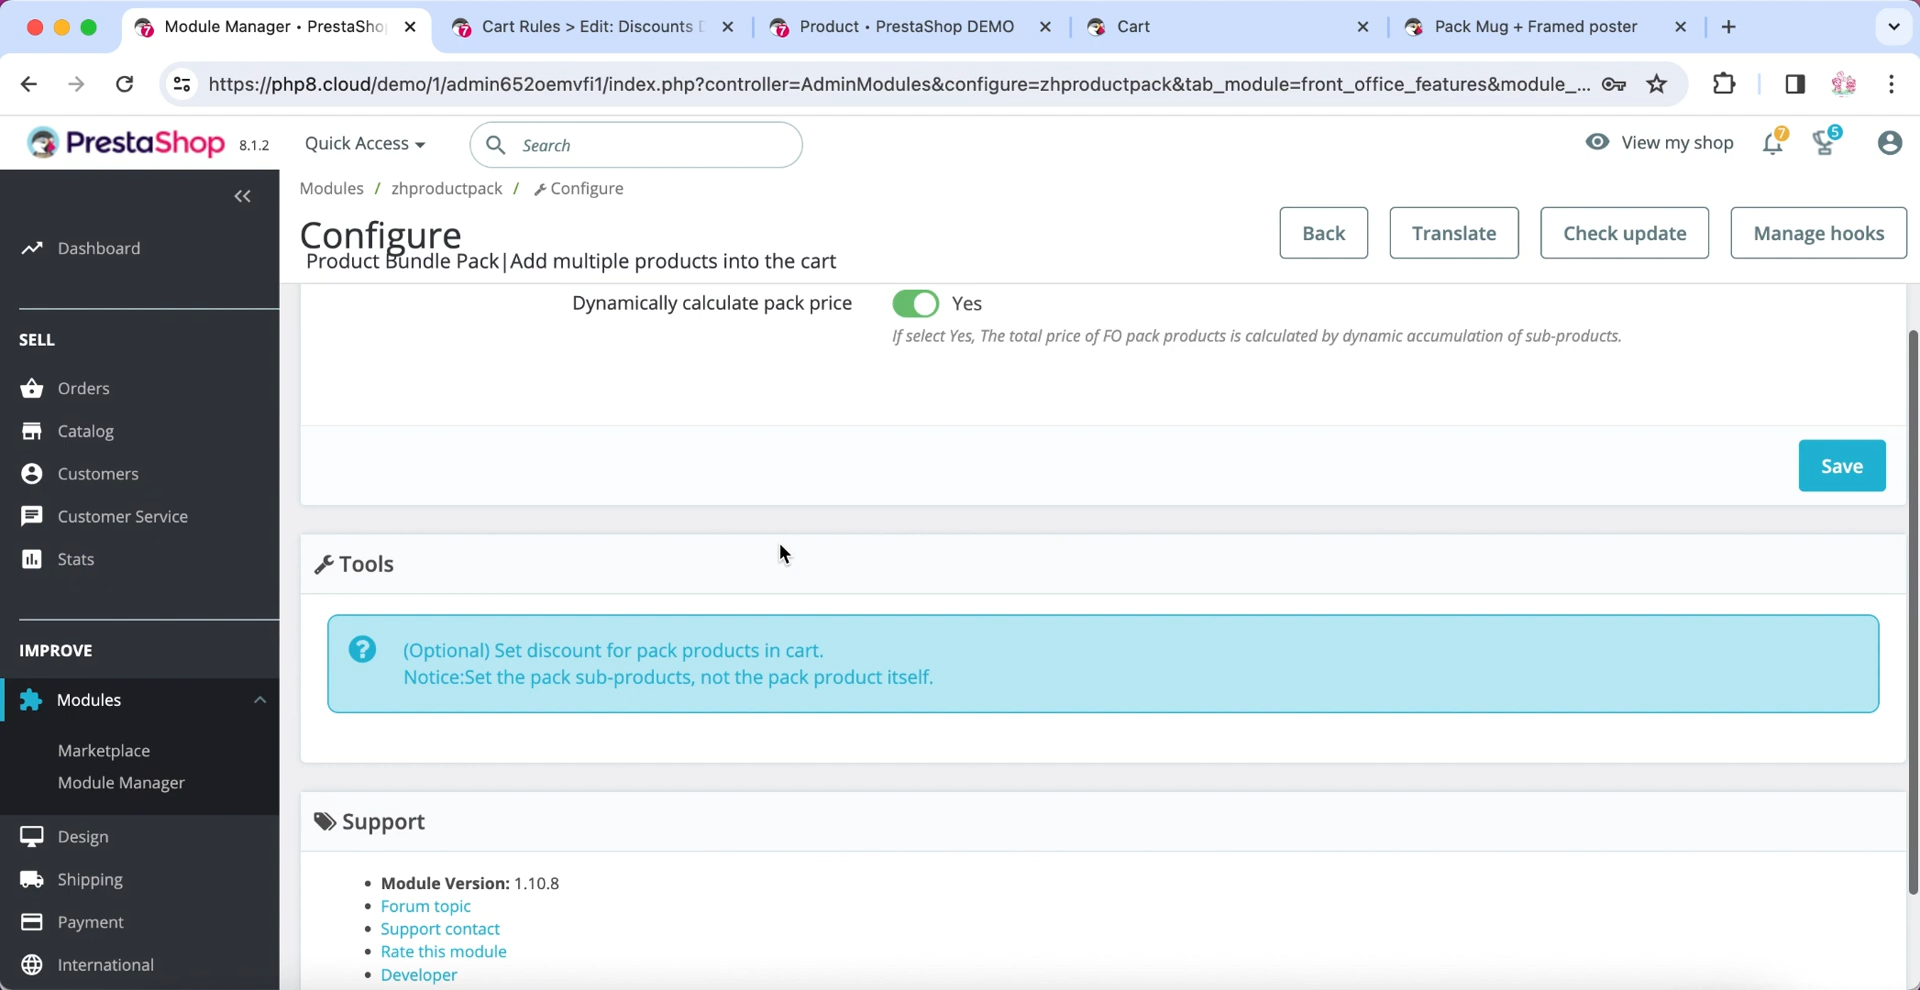 Module Manager • PrestaSho
Cart Rules > Edit: Discounts
Product • PrestaShop DEMO
Cart
Pack Mug + Framed poster
https://php8.cloud/demo/1/admin652oemvfi1/index.php?controller=AdminModules&configure=zhproductpack&tab_module=front_office_features&module_...
PrestaShop 8.1.2
Quick Access
Search
View my shop
7
5
Modules / zhproductpack / Configure
Configure
Product Bundle Pack|Add multiple products into the cart
Back
Translate
Check update
Manage hooks
Dashboard
SELL
Orders
Catalog
Customers
Customer Service
Stats
IMPROVE
Modules
Marketplace
Module Manager
Design
Shipping
Payment
International
Dynamically calculate pack price
Yes
If select Yes, The total price of FO pack products is calculated by dynamic accumulation of sub-products.
Save
Tools
(Optional) Set discount for pack products in cart.
Notice:Set the pack sub-products, not the pack product itself.
Support
• Module Version: 1.10.8
• Forum topic
• Support contact
• Rate this module
• Developer